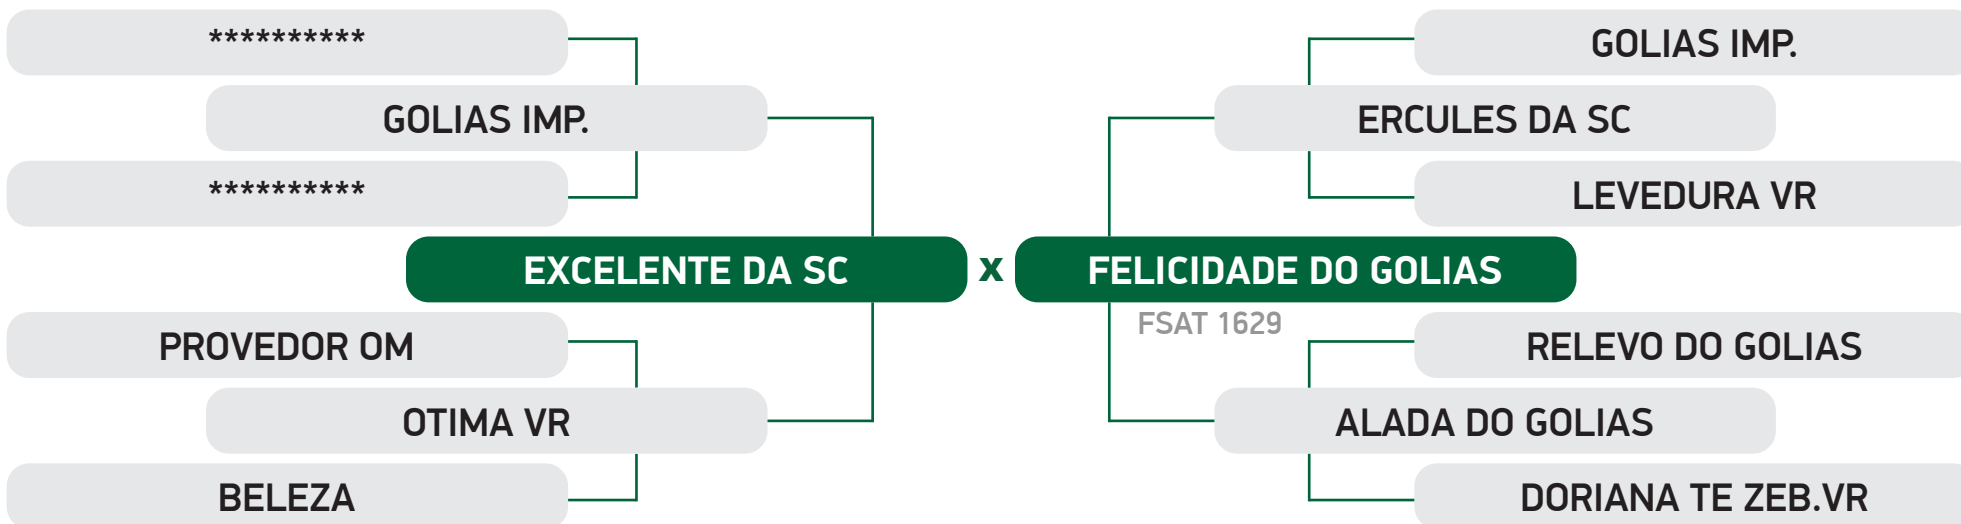 **********
GOLIAS IMP.
**********
EXCELENTE DA SC
PROVEDOR OM
OTIMA VR
BELEZA
x
GOLIAS IMP.
ERCULES DA SC
LEVEDURA VR
FELICIDADE DO GOLIAS
FSAT 1629
RELEVO DO GOLIAS
ALADA DO GOLIAS
DORIANA TE ZEB.VR